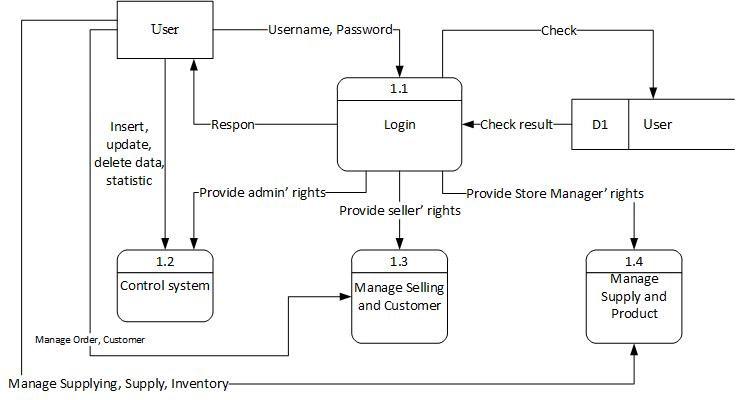 User
Username, Password
Check
1.1
Login
Respon
Check result
D1
User
Insert,
update,
delete data,
statistic
Provide admin' rights
Provide seller' rights
Provide Store Manager' rights
1.2
Control system
1.3
Manage Selling
and Customer
1.4
Manage
Supply and
Product
Manage Order, Customer
Manage Supplying, Supply, Inventory